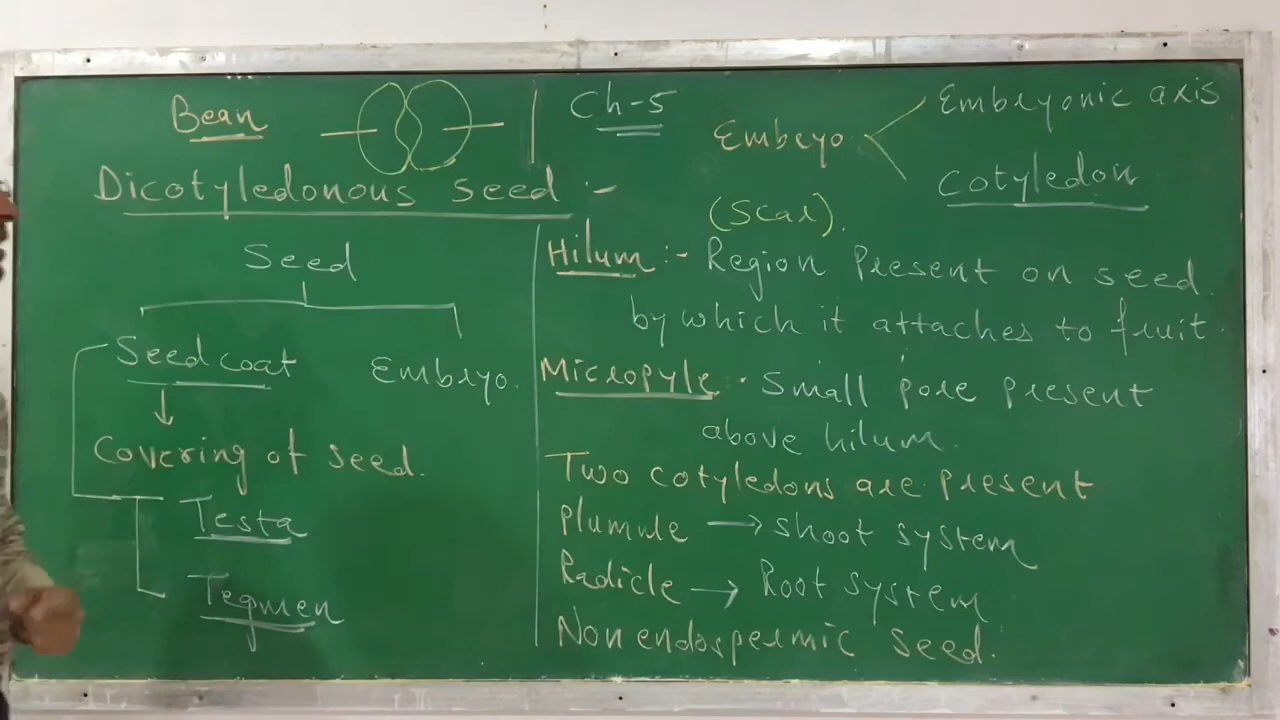 Bean
Ch-5
Embryo
Embryonic axis
Cotyledon
Dicotyledonous seed :-
Seed
Seed coat
Embryo.
Covering of seed.
Testa
Tegmen
(Scar).
Hilum :- Region Present on seed
by which it attaches to fruit.
Micropyle . Small pore present
above hilum.
Two cotyledons are present
Plumule → shoot system
Radicle → Root system
Non endospermic seed.